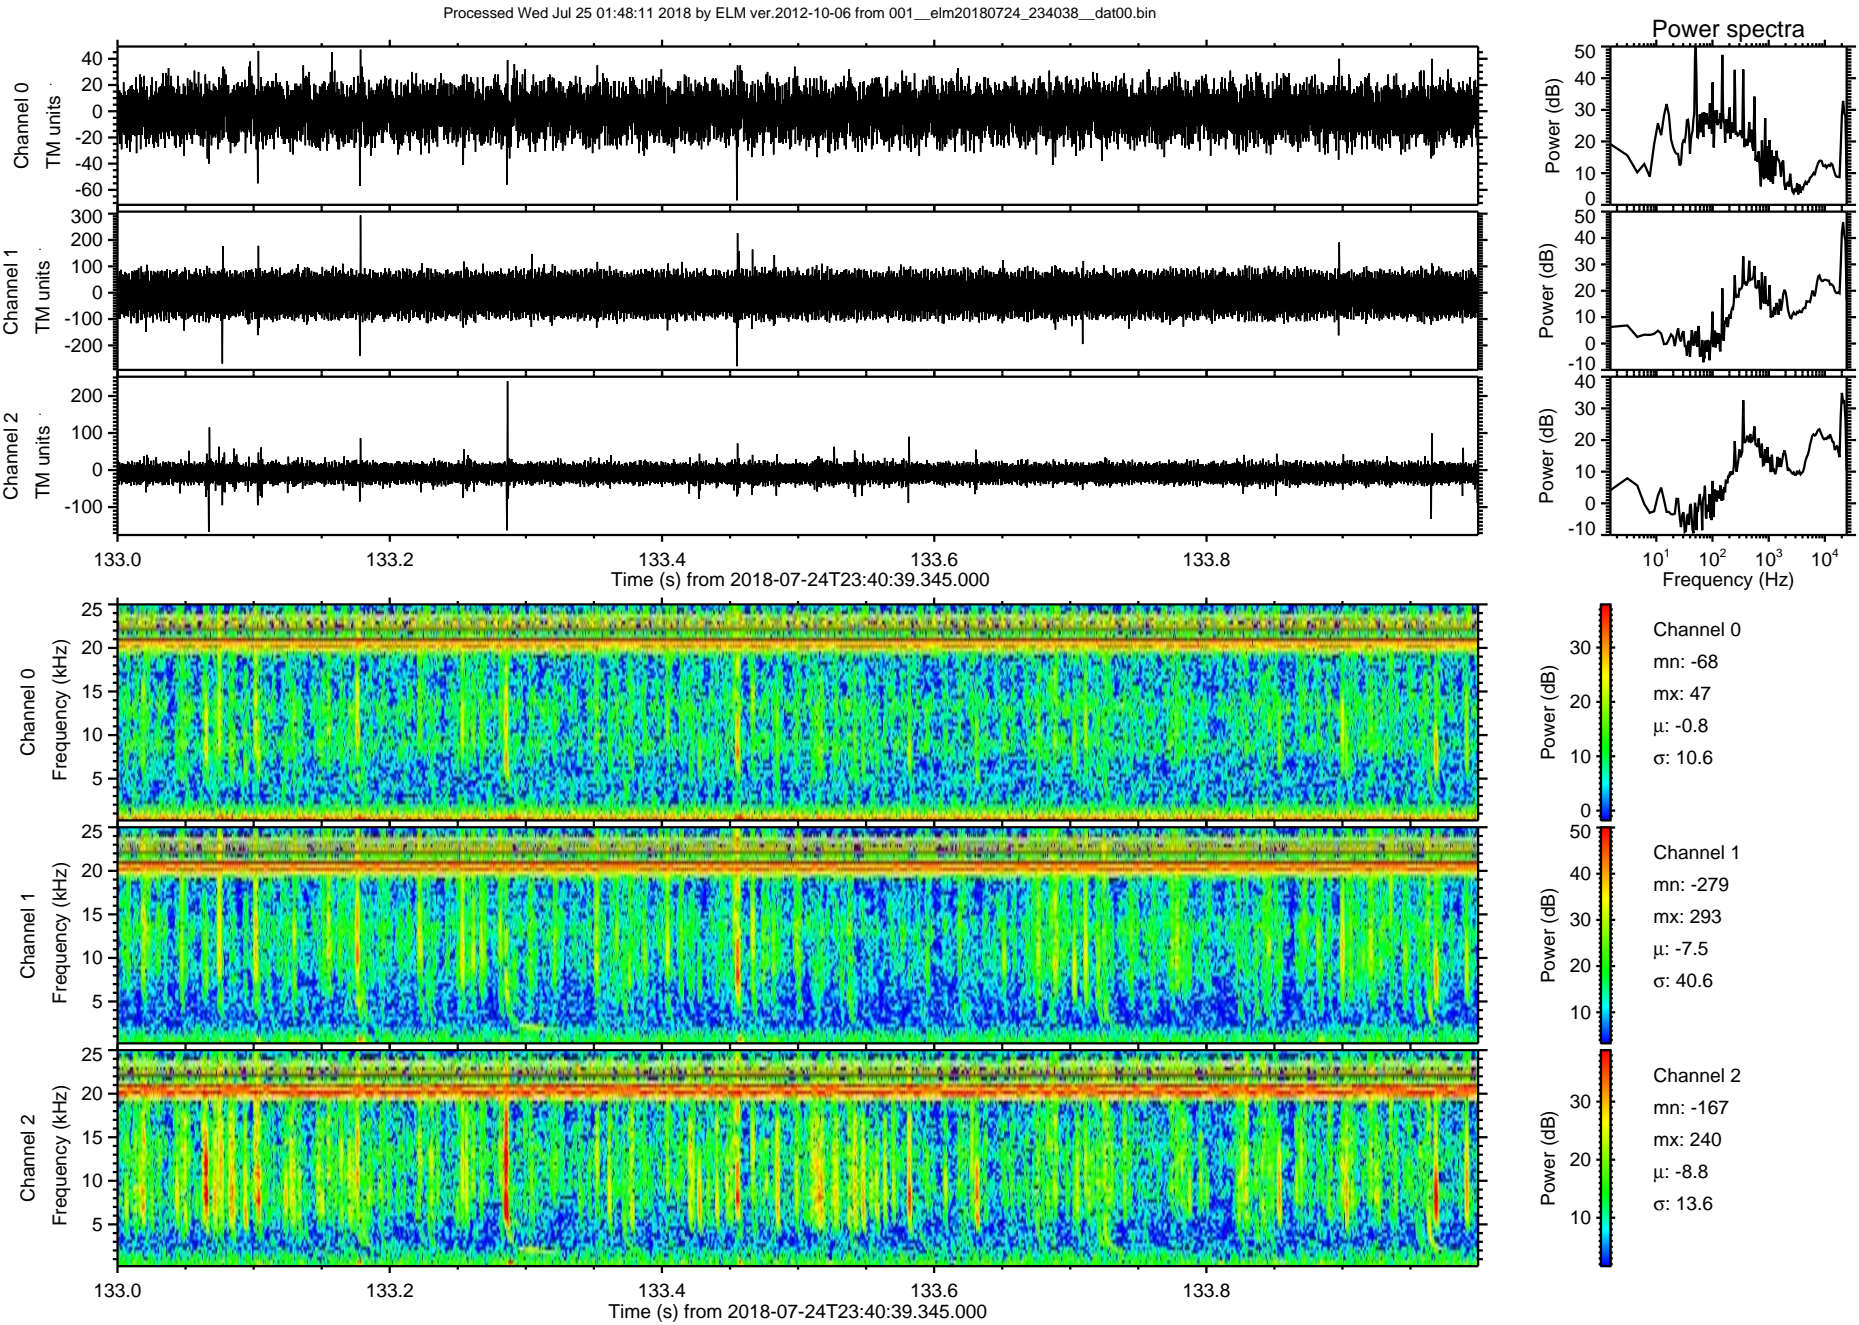 Processed Wed Jul 25 01:48:11 2018 by ELM ver.2012-10-06 from 001__elm20180724_234038__dat00.bin
Power spectra
Channel 0
TM units
40
20
0
-20
-40
-60
Power (dB)
50
40
30
20
10
0
Channel 1
TM units
300
200
100
0
-100
-200
Power (dB)
50
40
30
20
10
0
-10
Channel 2
TM units
200
100
0
-100
Power (dB)
40
30
20
10
0
-10
133.0 133.2 133.4 133.6 133.8
Time (s) from 2018-07-24T23:40:39.345.000
10^1 10^2 10^3 10^4
Frequency (Hz)
Channel 0
Frequency (kHz)
25
20
15
10
5
Power (dB)
30
20
10
0
Channel 0
mn: -68
mx: 47
μ: -0.8
σ: 10.6
Channel 1
Frequency (kHz)
25
20
15
10
5
Power (dB)
50
40
30
20
10
Channel 1
mn: -279
mx: 293
μ: -7.5
σ: 40.6
Channel 2
Frequency (kHz)
25
20
15
10
5
Power (dB)
30
20
10
Channel 2
mn: -167
mx: 240
μ: -8.8
σ: 13.6
133.0 133.2 133.4 133.6 133.8
Time (s) from 2018-07-24T23:40:39.345.000